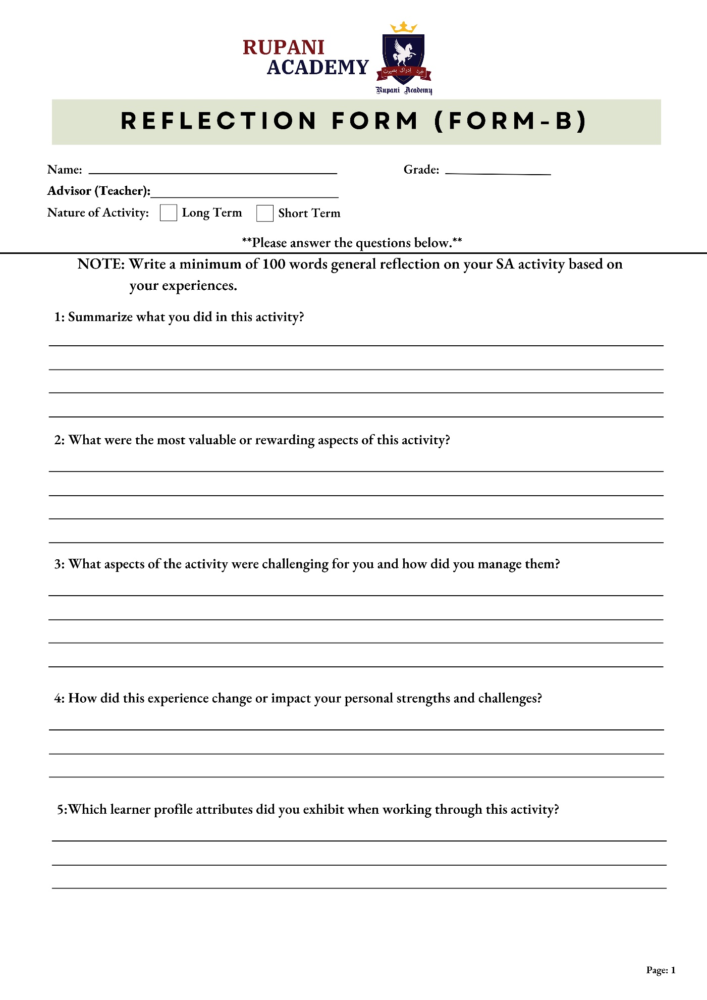 RUPANI
ACADEMY
خرد إدراک بصیرت
Rupani Academy
REFLECTION FORM (FORM-B)
Name: Grade:
Advisor (Teacher):
Nature of Activity: Long Term Short Term
**Please answer the questions below.**
NOTE: Write a minimum of 100 words general reflection on your SA activity based on
your experiences.
1: Summarize what you did in this activity?
2: What were the most valuable or rewarding aspects of this activity?
3: What aspects of the activity were challenging for you and how did you manage them?
4: How did this experience change or impact your personal strengths and challenges?
5:Which learner profile attributes did you exhibit when working through this activity?
Page: 1